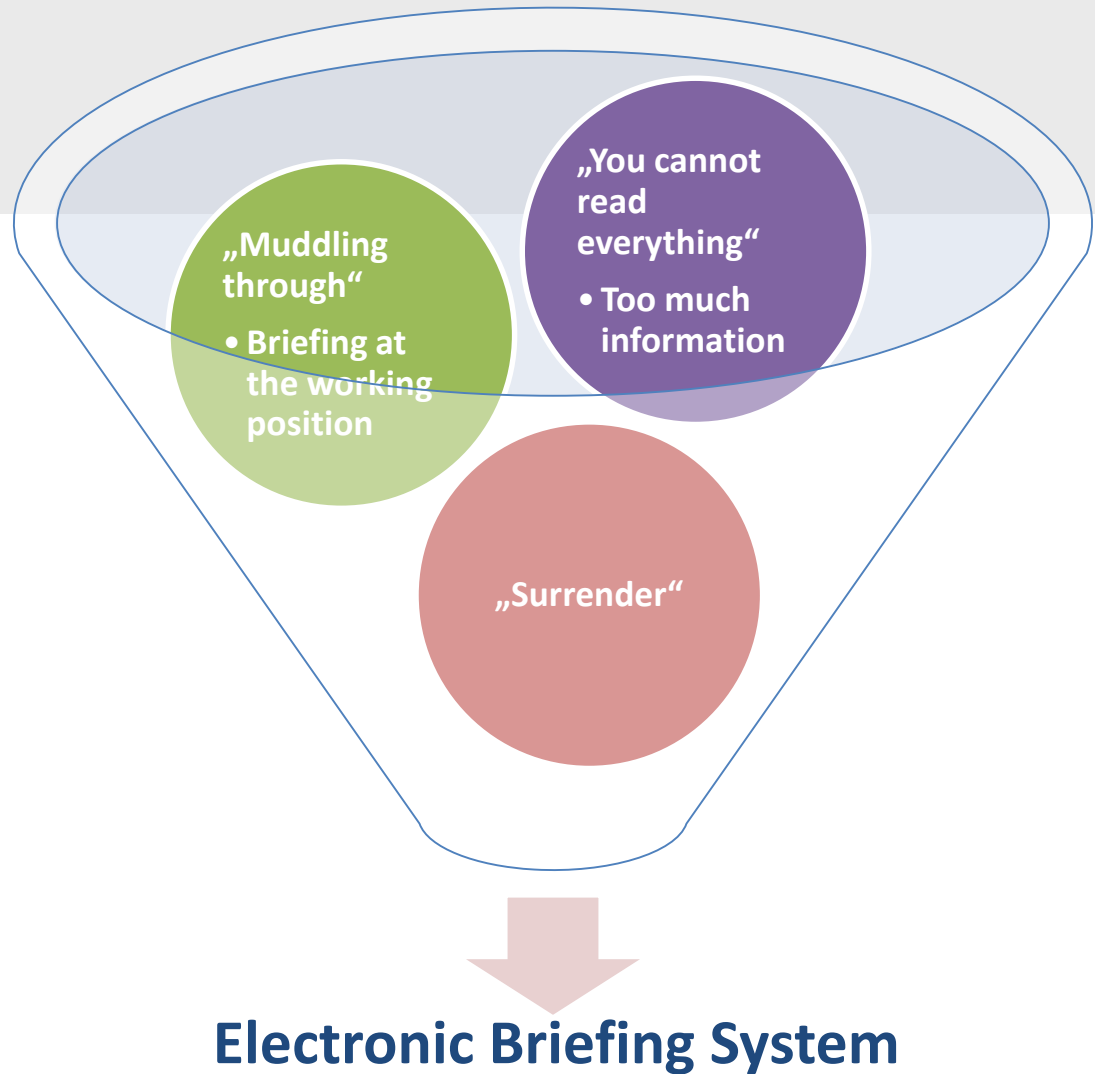 „Muddling
through“
• Briefing at
the working
position
„You cannot
read
everything“
• Too much
information
„Surrender“
Electronic Briefing System